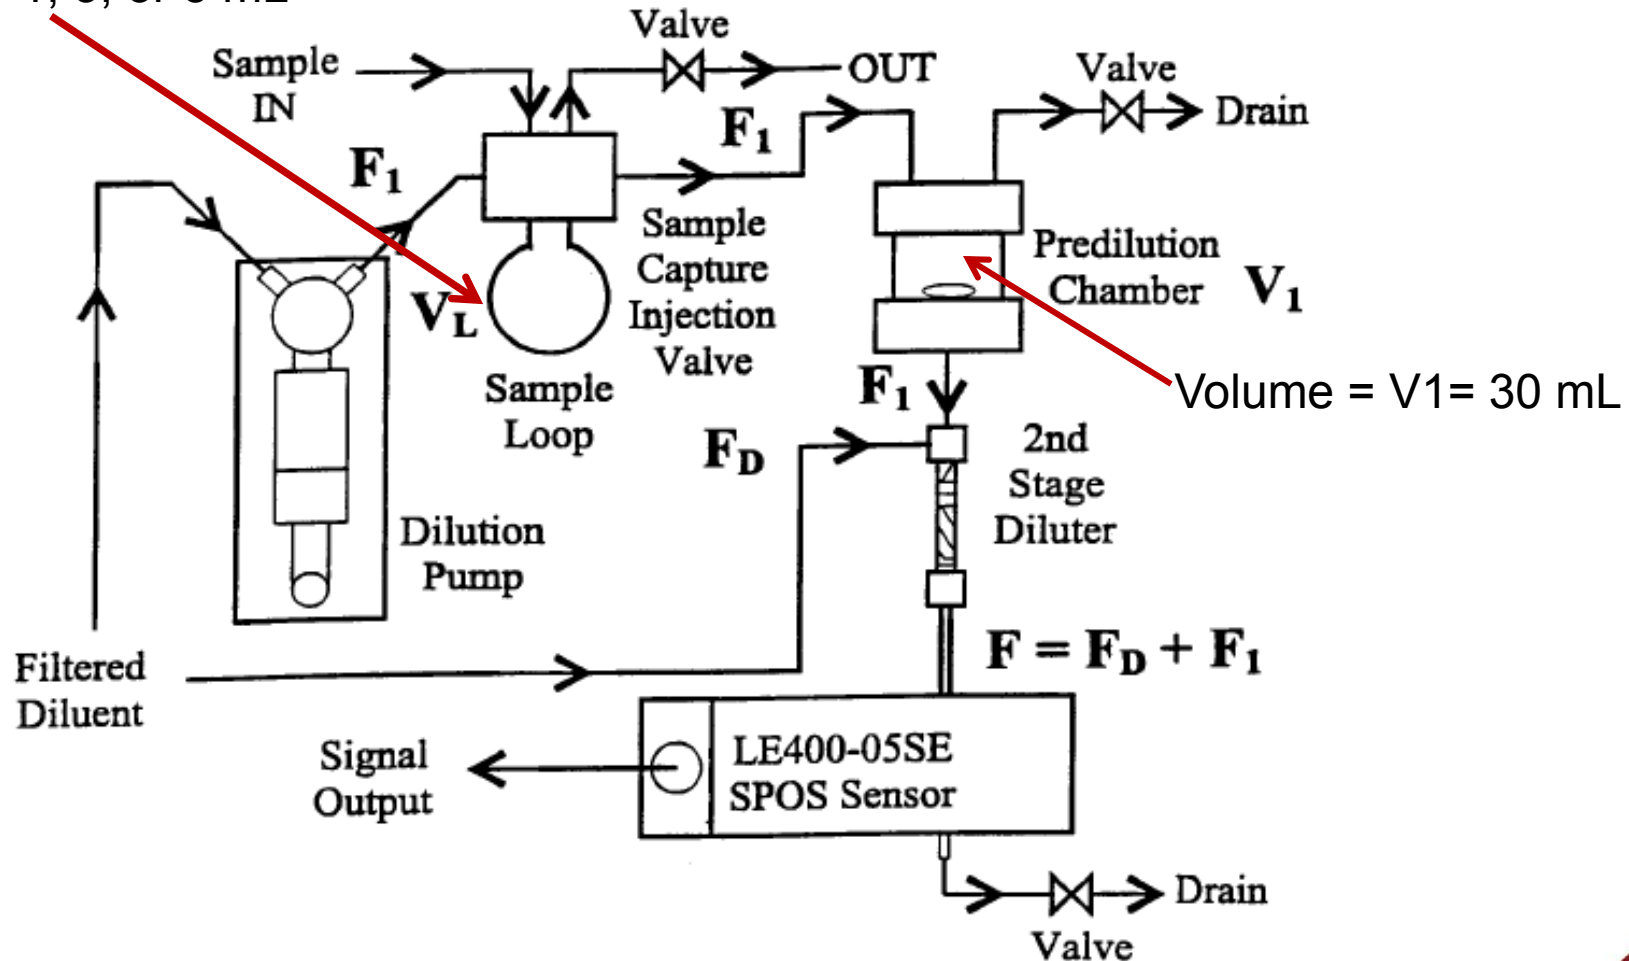 Valve
Sample
IN
OUT
Valve
Drain
F1
F1
Sample
Capture
Injection
Valve
VL
Sample
Loop
Predilution
Chamber
V1
Volume = V1= 30 mL
F1
FD
2nd
Stage
Diluter
Dilution
Pump
F = FD + F1
Filtered
Diluent
Signal
Output
LE400-05SE
SPOS Sensor
Drain
Valve